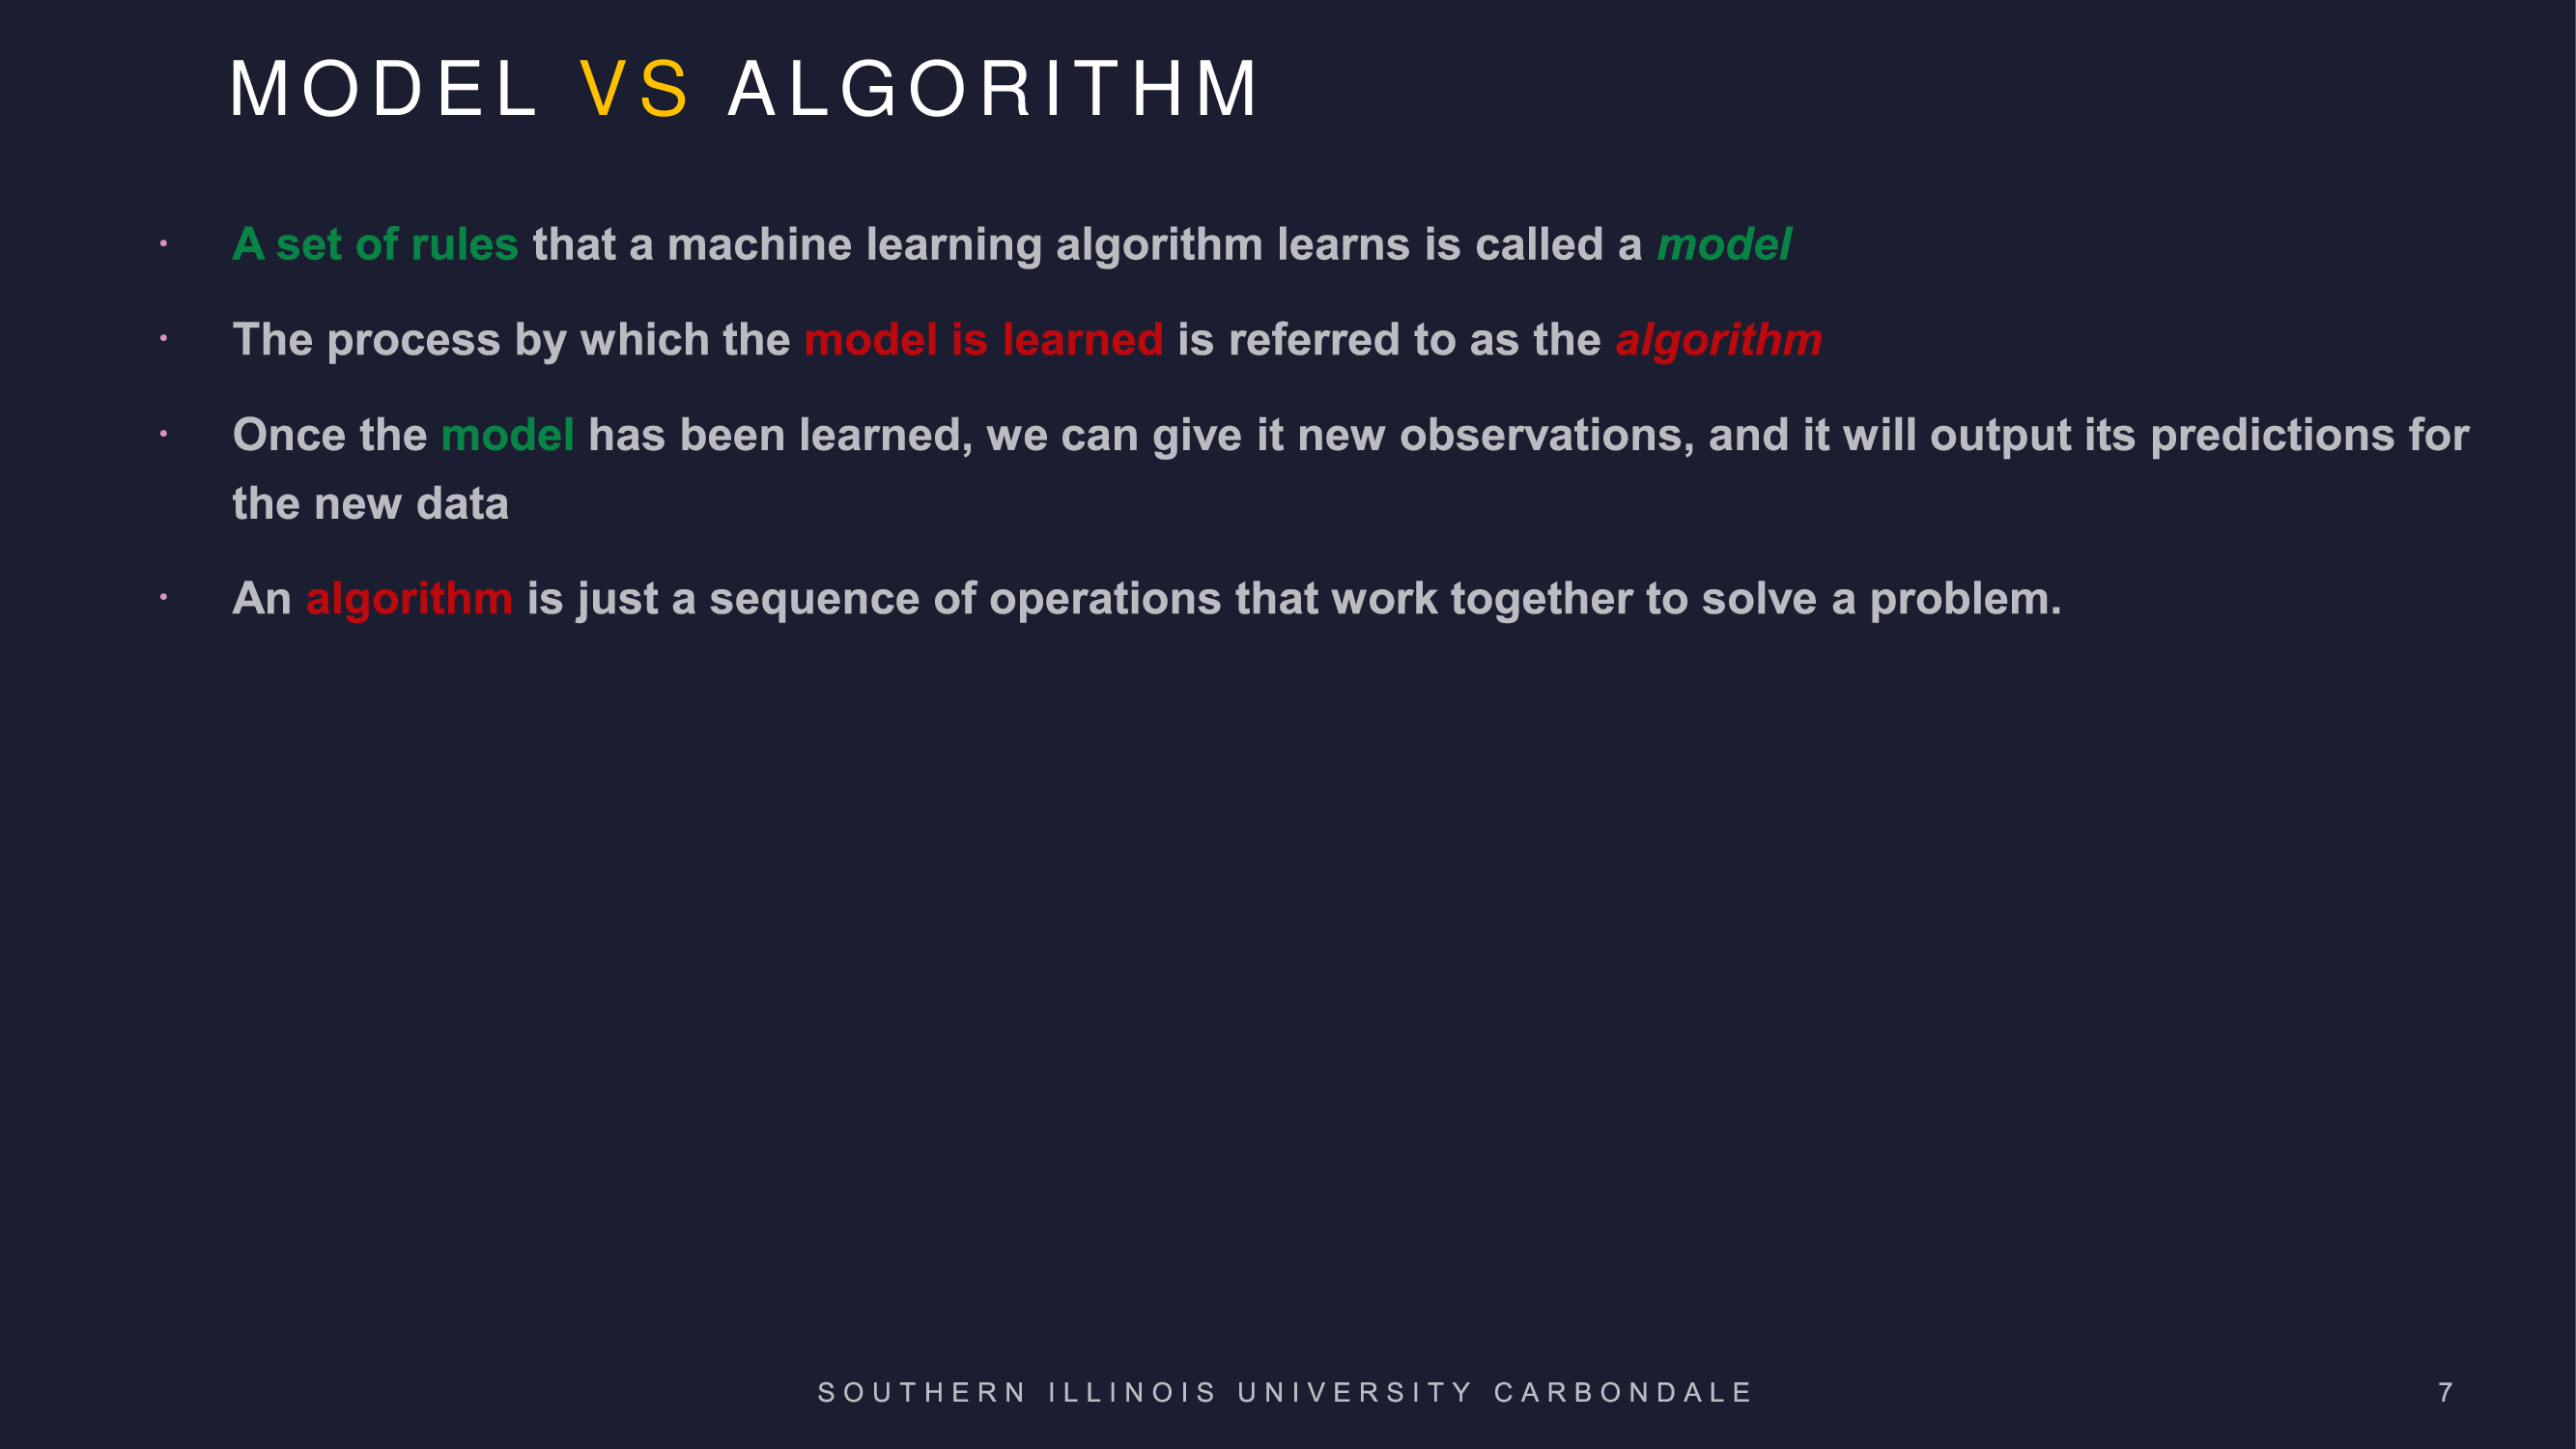 MODEL VS ALGORITHM
· A set of rules that a machine learning algorithm learns is called a model
· The process by which the model is learned is referred to as the algorithm
· Once the model has been learned, we can give it new observations, and it will output its predictions for
the new data
· An algorithm is just a sequence of operations that work together to solve a problem.
SOUTHERN ILLINOIS UNIVERSITY CARBONDALE
7